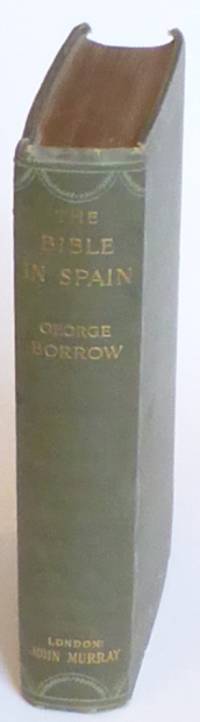 THE
BIBLE
IN SPAIN
GEORGE
BORROW
LONDON:
JOHN MURRAY